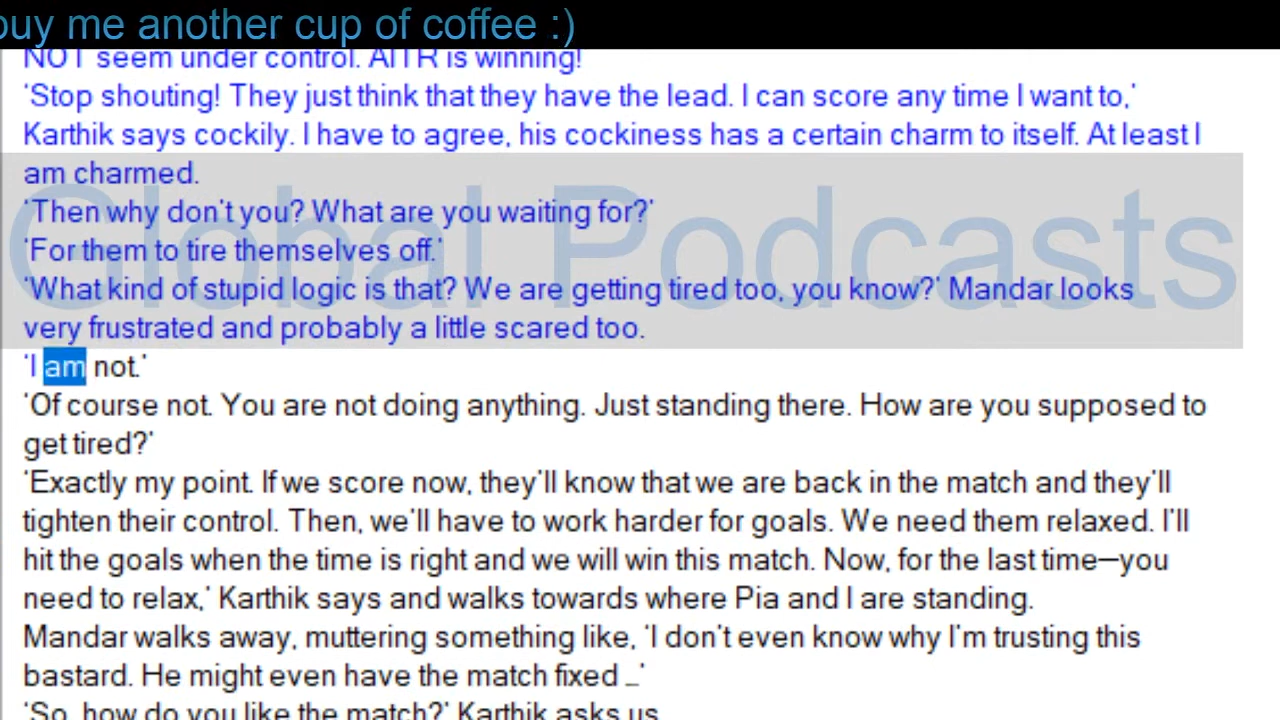 buy me another cup of coffee :)
NOT seem under control. AITR is winning!
‘Stop shouting! They just think that they have the lead. I can score any time I want to,’
Karthik says cockily. I have to agree, his cockiness has a certain charm to itself. At least I
am charmed.
Global Podcasts
‘Then why don’t you? What are you waiting for?’
‘For them to tire themselves off.’
‘What kind of stupid logic is that? We are getting tired too, you know?’ Mandar looks
very frustrated and probably a little scared too.
‘I am not.’
‘Of course not. You are not doing anything. Just standing there. How are you supposed to
get tired?’
‘Exactly my point. If we score now, they’ll know that we are back in the match and they’ll
tighten their control. Then, we’ll have to work harder for goals. We need them relaxed. I’ll
hit the goals when the time is right and we will win this match. Now, for the last time—you
need to relax,’ Karthik says and walks towards where Pia and I are standing.
Mandar walks away, muttering something like, ‘I don’t even know why I’m trusting this
bastard. He might even have the match fixed ...’
‘So, how do you like the match?’ Karthik asks us.